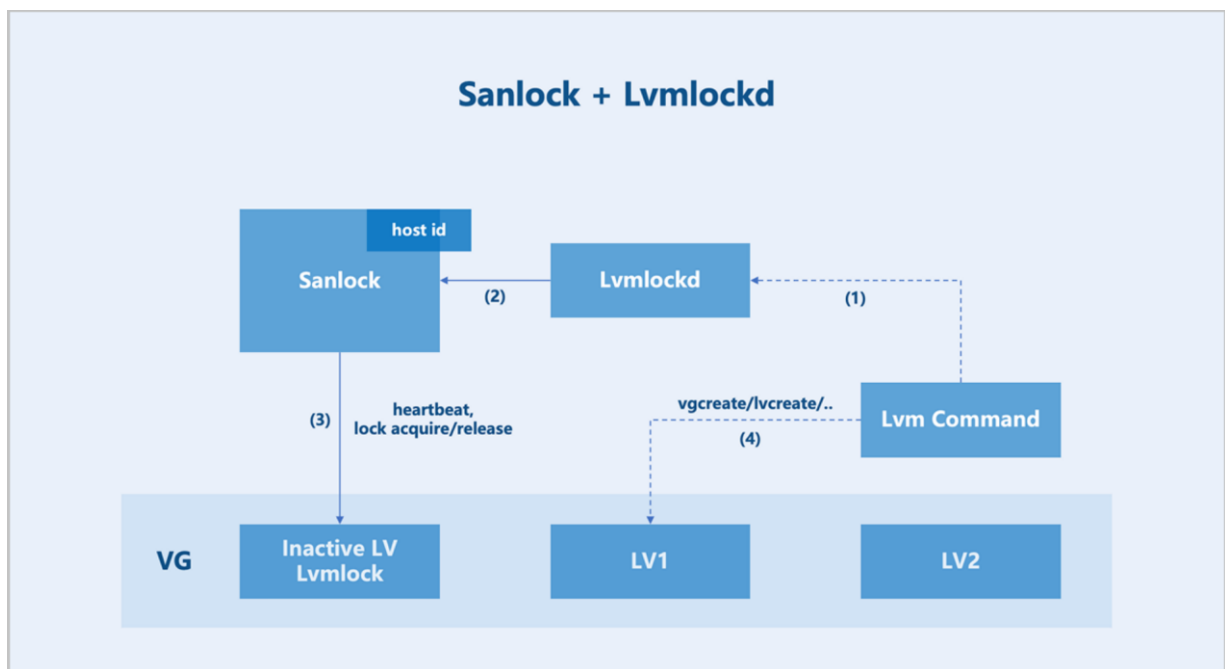 Sanlock + Lvmlockd
host id
Sanlock
Lvmlockd
(2)
(1)
(3)
heartbeat,
lock acquire/release
vgcreate/lvcreate/..
(4)
Lvm Command
VG
Inactive LV
Lvmlock
LV1
LV2